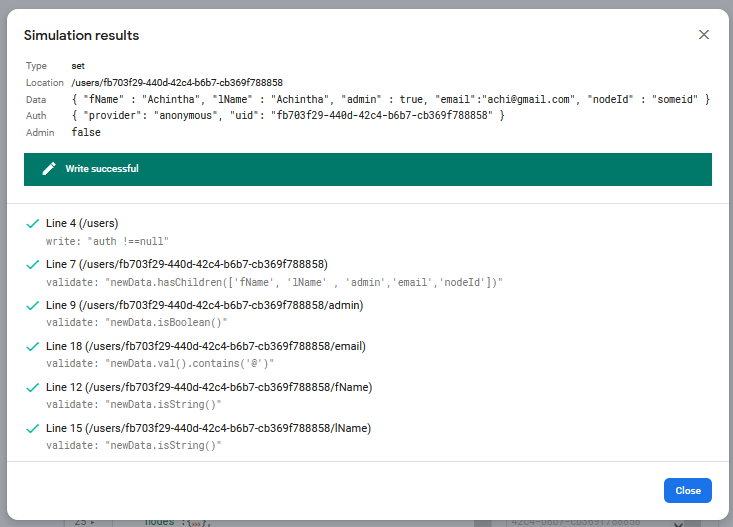 Simulation results
Type set
Location /users/fb703f29-440d-42c4-b6b7-cb369f788858
Data { "fName" : "Achintha", "lName" : "Achintha", "admin" : true, "email":"achi@gmail.com", "nodeId" : "someid" }
Auth { "provider": "anonymous", "uid": "fb703f29-440d-42c4-b6b7-cb369f788858" }
Admin false
Write successful
Line 4 (/users)
write: "auth !==null"
Line 7 (/users/fb703f29-440d-42c4-b6b7-cb369f788858)
validate: "newData.hasChildren(['fName', 'lName' , 'admin','email','nodeId'])"
Line 9 (/users/fb703f29-440d-42c4-b6b7-cb369f788858/admin)
validate: "newData.isBoolean()"
Line 18 (/users/fb703f29-440d-42c4-b6b7-cb369f788858/email)
validate: "newData.val().contains('@')"
Line 12 (/users/fb703f29-440d-42c4-b6b7-cb369f788858/fName)
validate: "newData.isString()"
Line 15 (/users/fb703f29-440d-42c4-b6b7-cb369f788858/lName)
validate: "newData.isString()"
Close